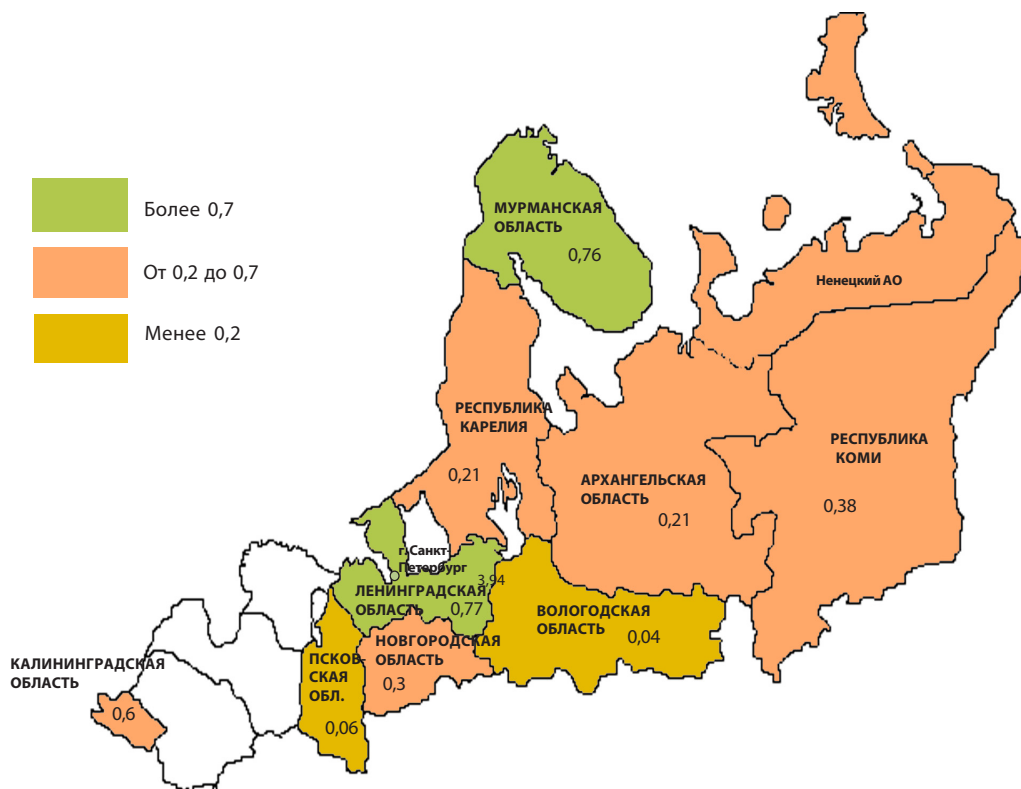 Более 0,7
От 0,2 до 0,7
Менее 0,2
МУРМАНСКАЯ
ОБЛАСТЬ
0,76
Ненецкий АО
РЕСПУБЛИКА
КАРЕЛИЯ
0,21
АРХАНГЕЛЬСКАЯ
ОБЛАСТЬ
0,21
РЕСПУБЛИКА
КОМИ
0,38
г. Санкт-
Петербург
3,94
ЛЕНИНГРАДСКАЯ
ОБЛАСТЬ
0,77
ВОЛОГОДСКАЯ
ОБЛАСТЬ
0,04
НОВГОРОДСКАЯ
ОБЛАСТЬ
0,3
ПСКОВ-
СКАЯ
ОБЛ.
0,06
КАЛИНИНГРАДСКАЯ
ОБЛАСТЬ
0,6